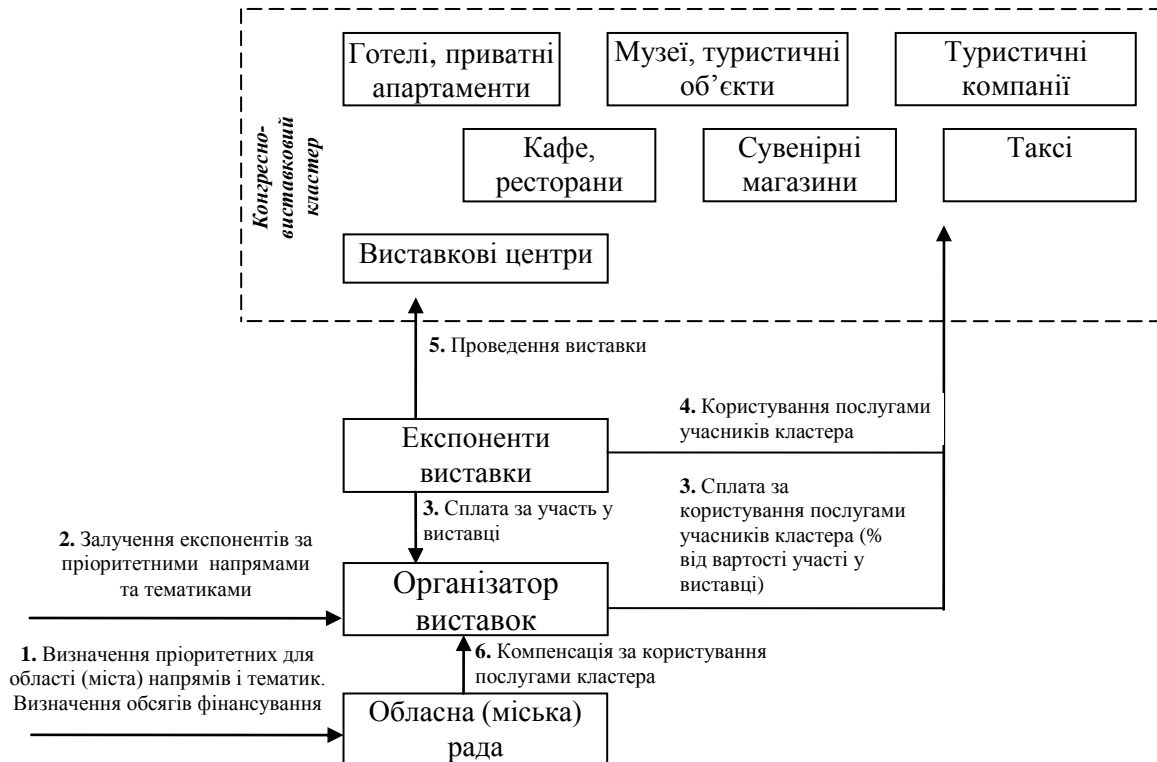 Готелі, приватні
апартаменти
Музеї, туристичні
об’єкти
Туристичні
компанії
Конгресно-
виставковий
кластер
Кафе,
ресторани
Сувенірні
магазини
Таксі
Виставкові центри
5. Проведення виставки
4. Користування послугами
учасників кластера
Експоненти
виставки
3. Сплата за участь у
виставці
3. Сплата за
користування послугами
учасників кластера (%
від вартості участі у
виставці)
2. Залучення експонентів за
пріоритетними напрямами
та тематиками
Організатор
виставок
1. Визначення пріоритетних для
області (міста) напрямів і тематик.
Визначення обсягів фінансування
6. Компенсація за користування
послугами кластера
Обласна (міська)
рада